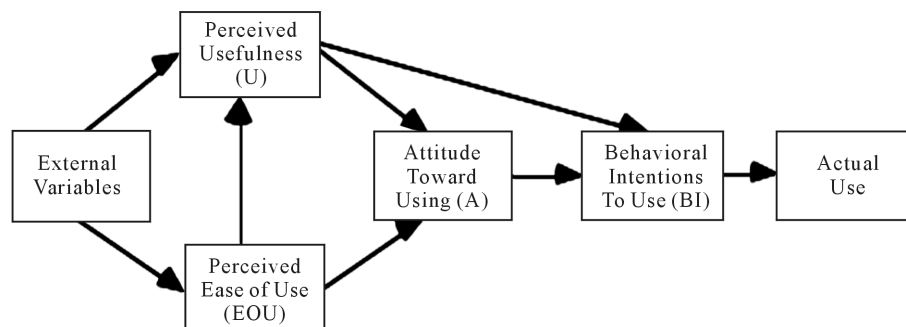 Perceived
Usefulness
(U)
External
Variables
Attitude
Toward
Using (A)
Behavioral
Intentions
To Use (BI)
Actual
Use
Perceived
Ease of Use
(EOU)